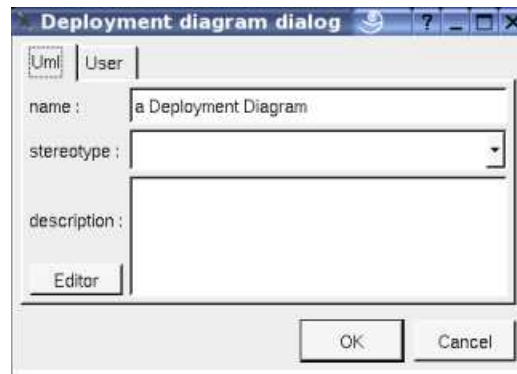 Deployment diagram dialog ?
Uml User
name : a Deployment Diagram
stereotype :
description :
Editor
OK Cancel